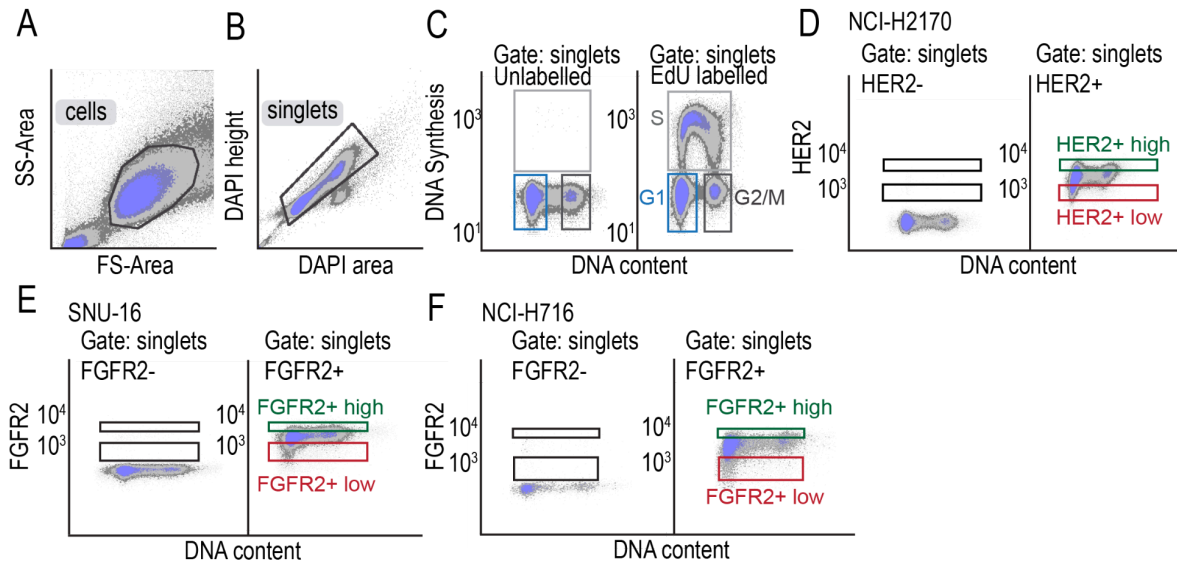 A
SS-Area
cells
FS-Area
B
DAPI height
singlets
DAPI area
C
Gate: singlets
Unlabelled
Gate: singlets
EdU labelled
DNA Synthesis
10³
10¹
10³
10¹
S
G1
G2/M
DNA content
D
NCI-H2170
Gate: singlets
HER2-
Gate: singlets
HER2+
HER2
10⁴
10³
10⁴
10³
HER2+ high
HER2+ low
DNA content
E
SNU-16
Gate: singlets
FGFR2-
Gate: singlets
FGFR2+
FGFR2
10⁴
10³
10⁴
10³
FGFR2+ high
FGFR2+ low
DNA content
F
NCI-H716
Gate: singlets
FGFR2-
Gate: singlets
FGFR2+
FGFR2
10⁴
10³
10⁴
10³
FGFR2+ high
FGFR2+ low
DNA content